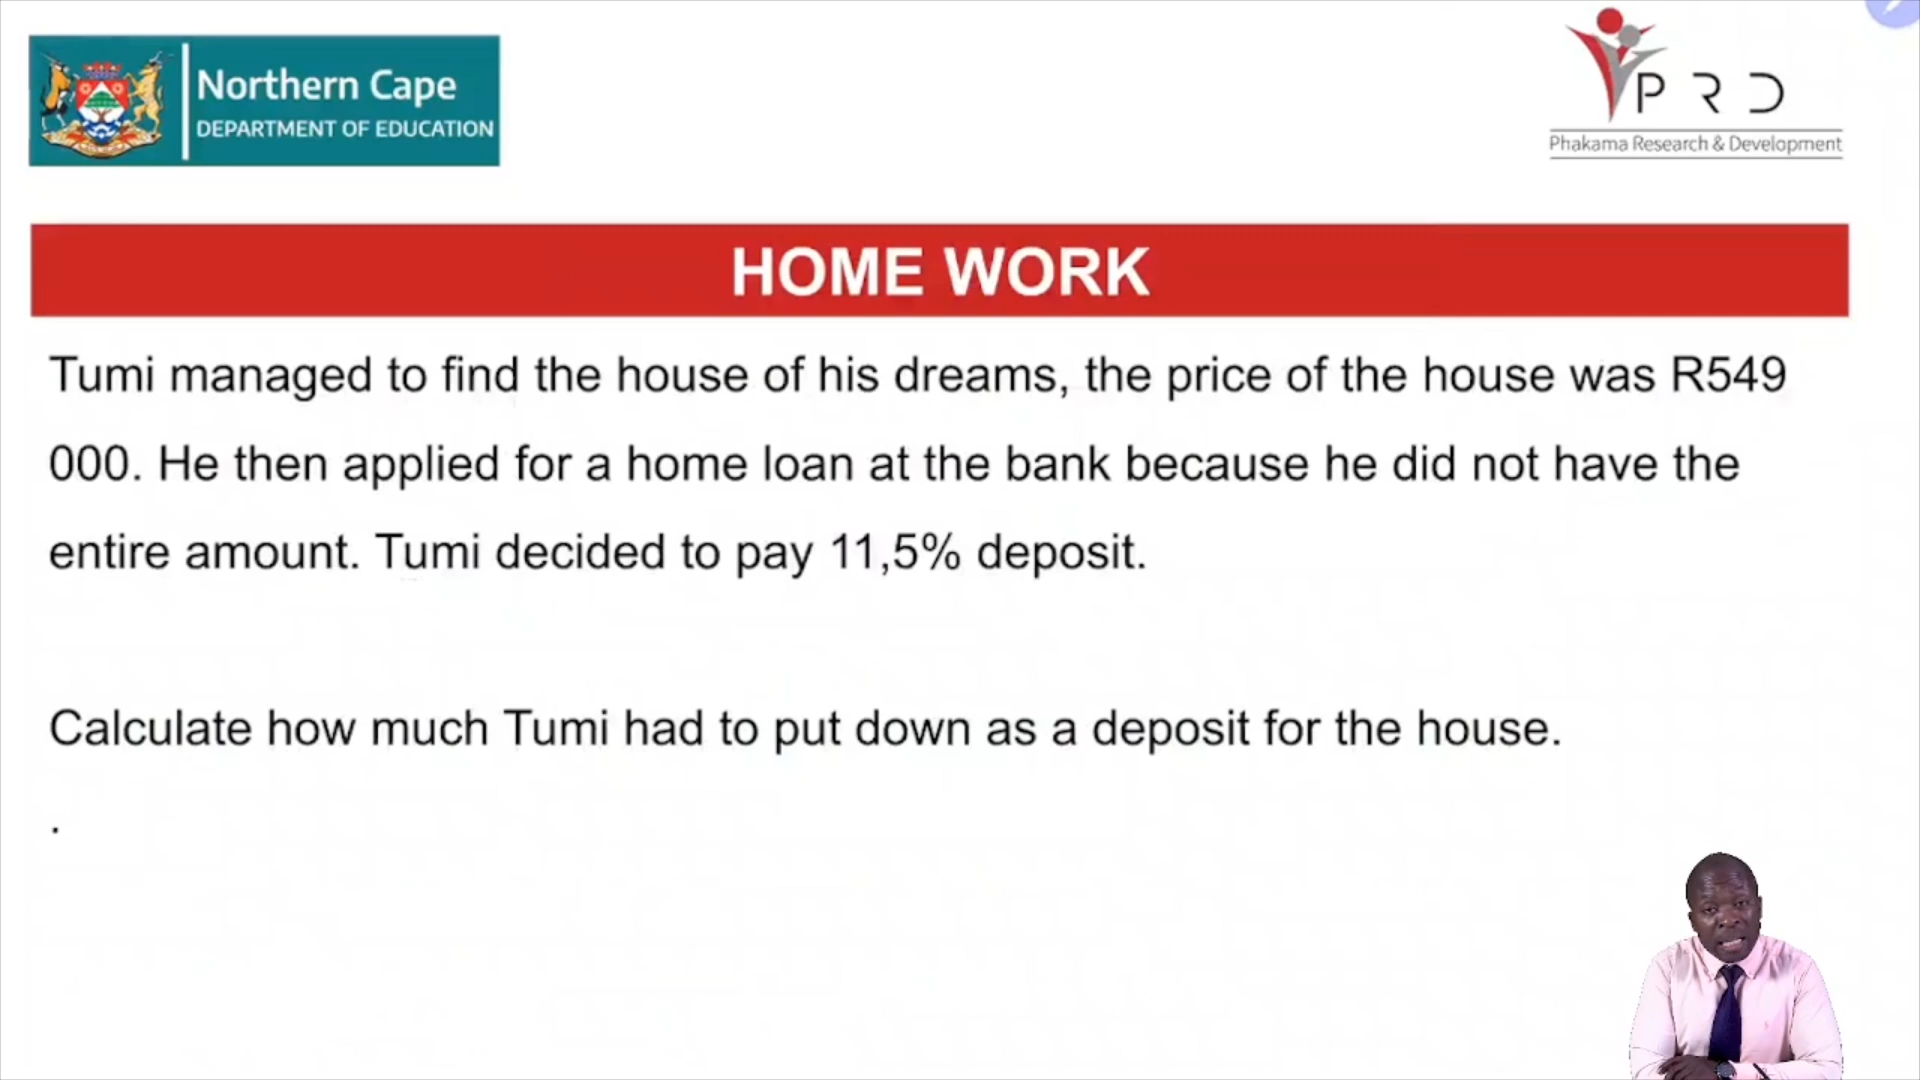 Northern Cape
DEPARTMENT OF EDUCATION
PRD
Phakama Research & Development
HOME WORK
Tumi managed to find the house of his dreams, the price of the house was R549
000. He then applied for a home loan at the bank because he did not have the
entire amount. Tumi decided to pay 11,5% deposit.
Calculate how much Tumi had to put down as a deposit for the house.
.